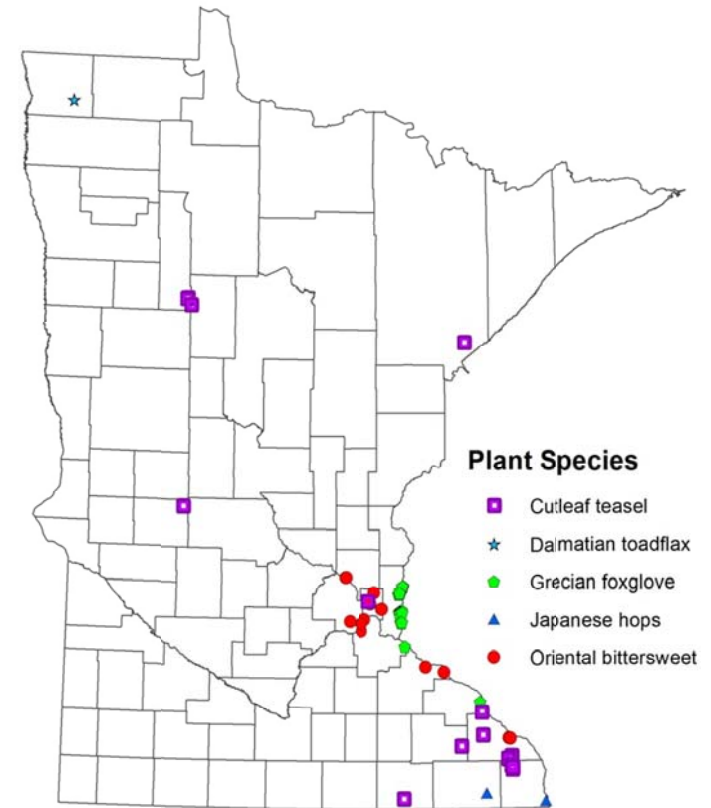 Plant Species
Cutleaf teasel
Dalmatian toadflax
Grecian foxglove
Japanese hops
Oriental bittersweet